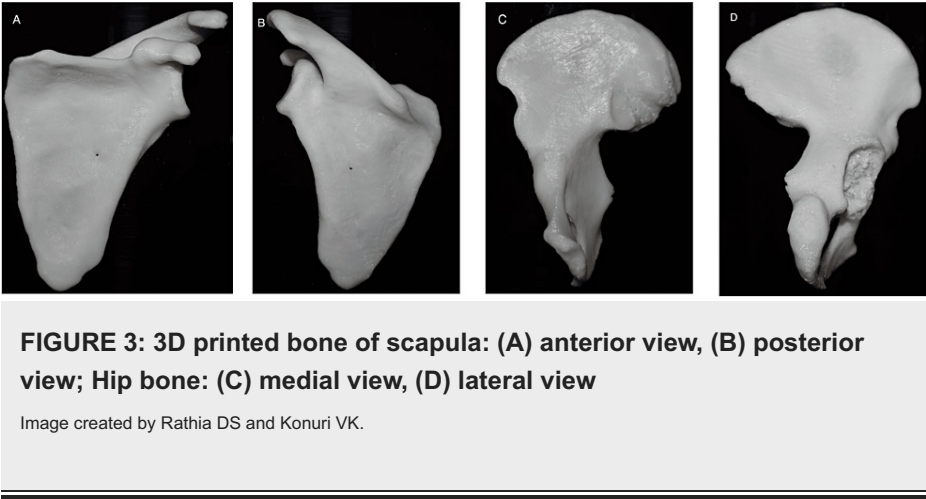 A
B
C
D
FIGURE 3: 3D printed bone of scapula: (A) anterior view, (B) posterior
view; Hip bone: (C) medial view, (D) lateral view
Image created by Rathia DS and Konuri VK.